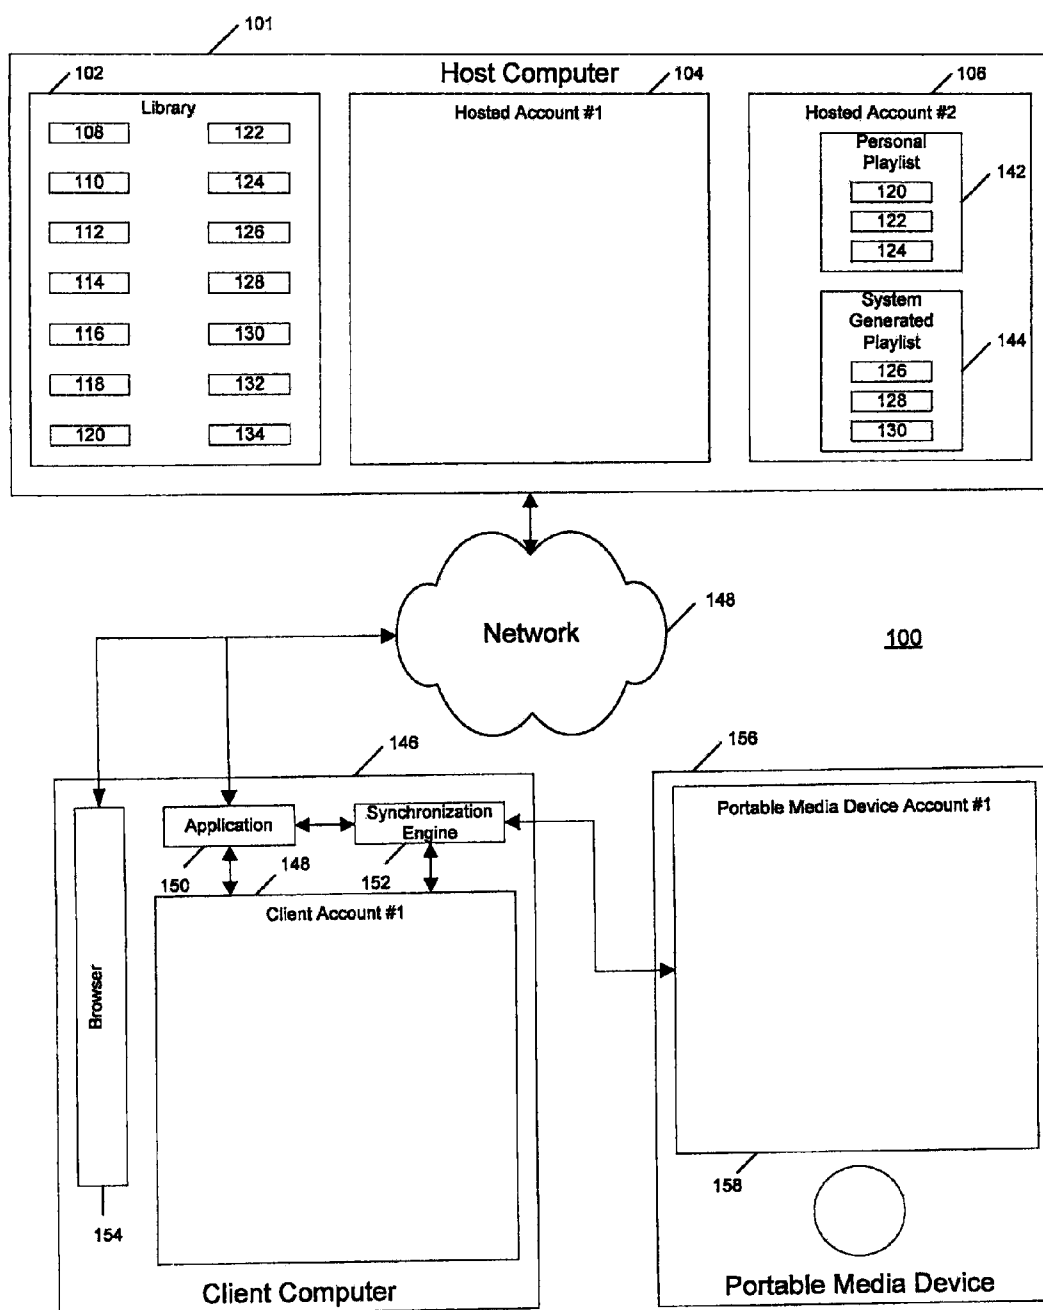 101
Host Computer
102
104
106
Library
Hosted Account #1
Hosted Account #2
108
122
110
124
112
126
114
128
116
130
118
132
120
134
Personal
Playlist
120
122
124
142
System
Generated
Playlist
126
128
130
144
Network
148
100
146
156
Application
Synchronization
Engine
150
148
152
Client Account #1
Browser
154
Client Computer
Portable Media Device Account #1
158
Portable Media Device